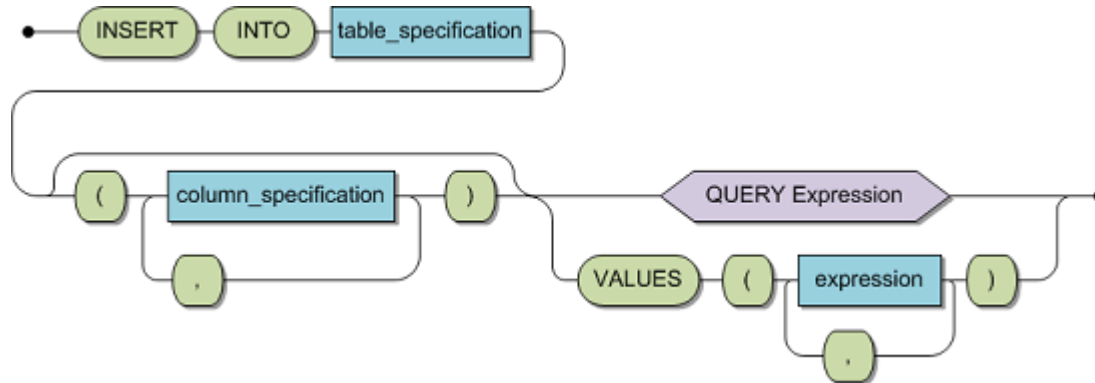 INSERT INTO table_specification
( column_specification ) QUERY Expression
, VALUES ( expression )
,